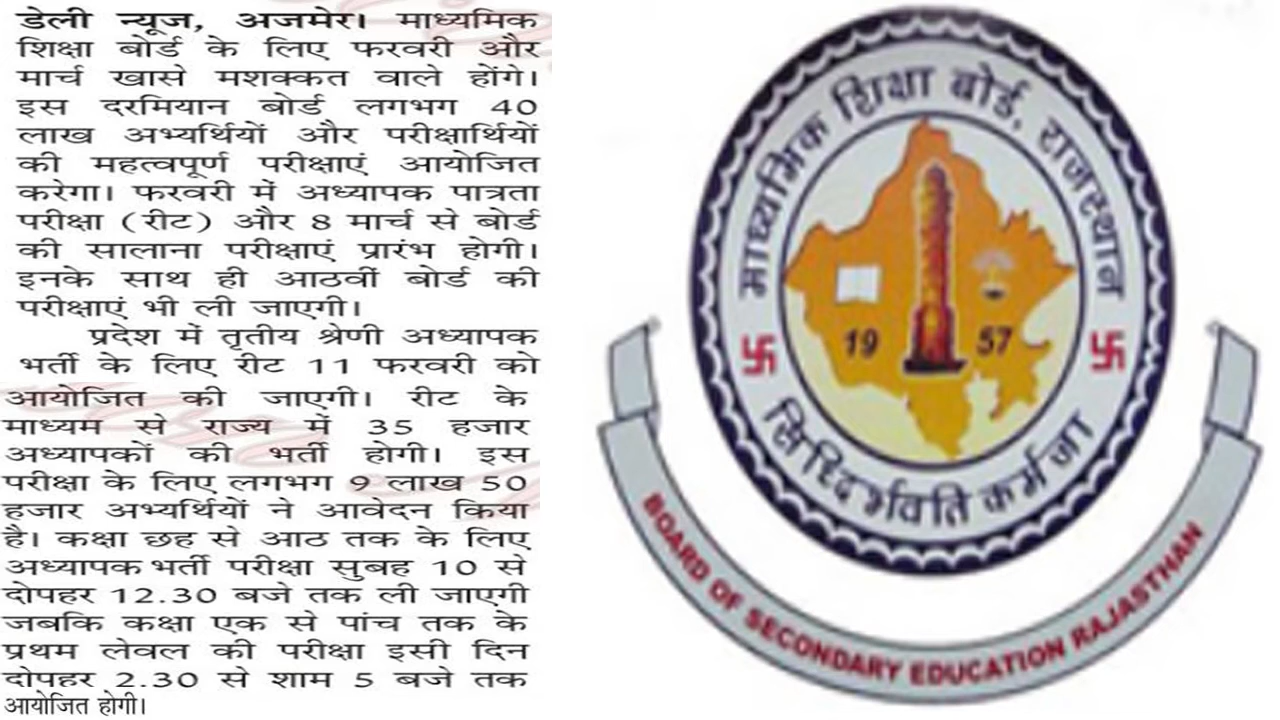 डेली न्यूज, अजमेर। माध्यमिक
शिक्षा बोर्ड के लिए फरवरी और
मार्च खासे मशक्कत वाले होंगे।
इस दरमियान बोर्ड लगभग 40
लाख अभ्यर्थियों और परीक्षार्थियों
की महत्वपूर्ण परीक्षाएं आयोजित
करेगा। फरवरी में अध्यापक पात्रता
परीक्षा (रीट) और 8 मार्च से बोर्ड
की सालाना परीक्षाएं प्रारंभ होगी।
इनके साथ ही आठवीं बोर्ड की
परीक्षाएं भी ली जाएगी।
प्रदेश में तृतीय श्रेणी अध्यापक
भर्ती के लिए रीट 11 फरवरी को
आयोजित की जाएगी। रीट के
माध्यम से राज्य में 35 हजार
अध्यापकों की भर्ती होगी। इस
परीक्षा के लिए लगभग 9 लाख 50
हजार अभ्यर्थियों ने आवेदन किया
है। कक्षा छह से आठ तक के लिए
अध्यापक भर्ती परीक्षा सुबह 10 से
दोपहर 12.30 बजे तक ली जाएगी
जबकि कक्षा एक से पांच तक के
प्रथम लेवल की परीक्षा इसी दिन
दोपहर 2.30 से शाम 5 बजे तक
आयोजित होगी।
माध्यमिक शिक्षा बोर्ड, राजस्थान
19 57
सिध्दिर्भवति कर्मजा
BOARD OF SECONDARY EDUCATION RAJASTHAN